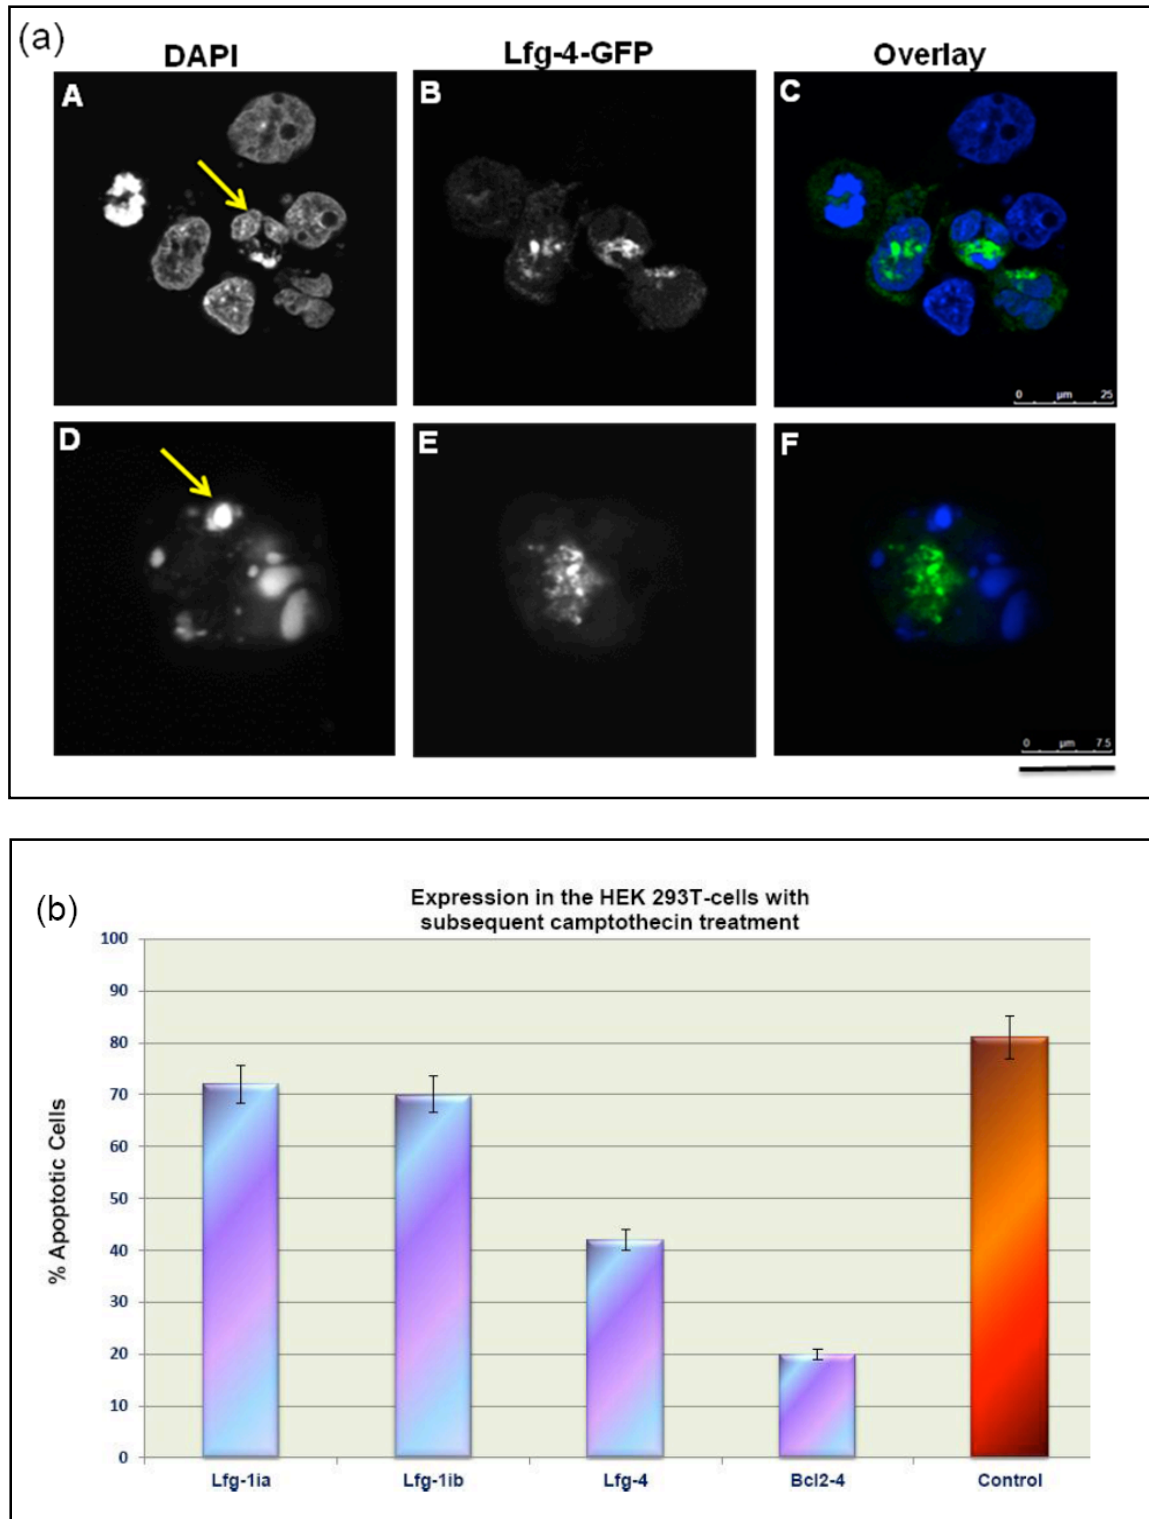 (a)
DAPI Lfg-4-GFP Overlay
A B C
0 µm 25
D E F
0 µm 7.5
(b)
Expression in the HEK 293T-cells with
subsequent camptothecin treatment
% Apoptotic Cells
100
90
80
70
60
50
40
30
20
10
0
Lfg-1ia Lfg-1ib Lfg-4 Bcl2-4 Control